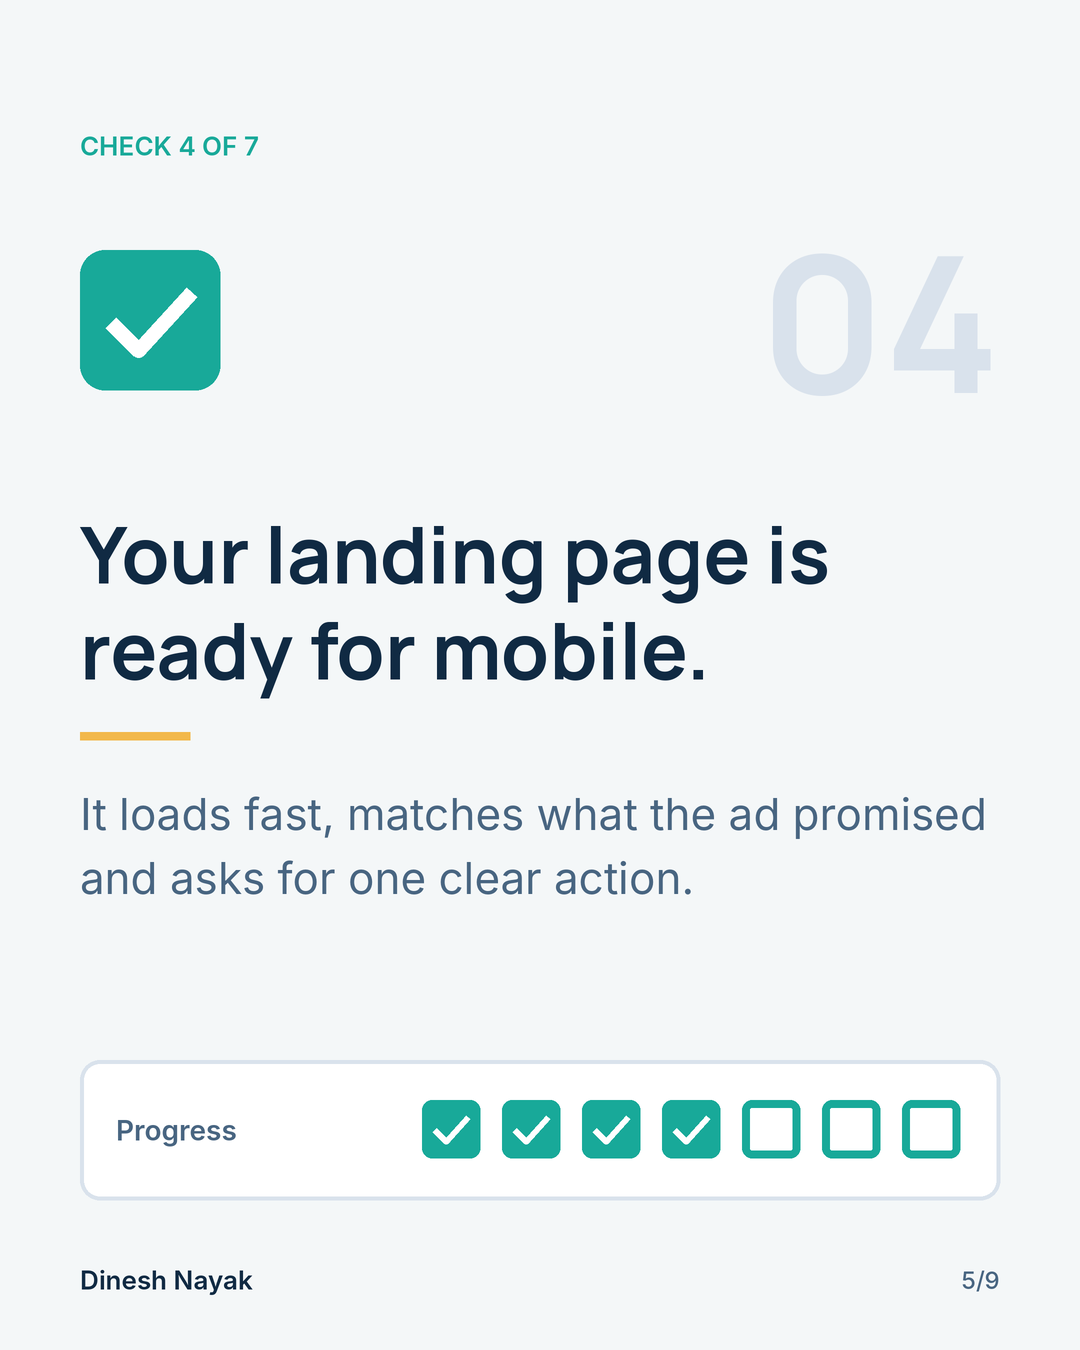 CHECK 4 OF 7
04
Your landing page is
ready for mobile.
It loads fast, matches what the ad promised
and asks for one clear action.
Progress
Dinesh Nayak
5/9